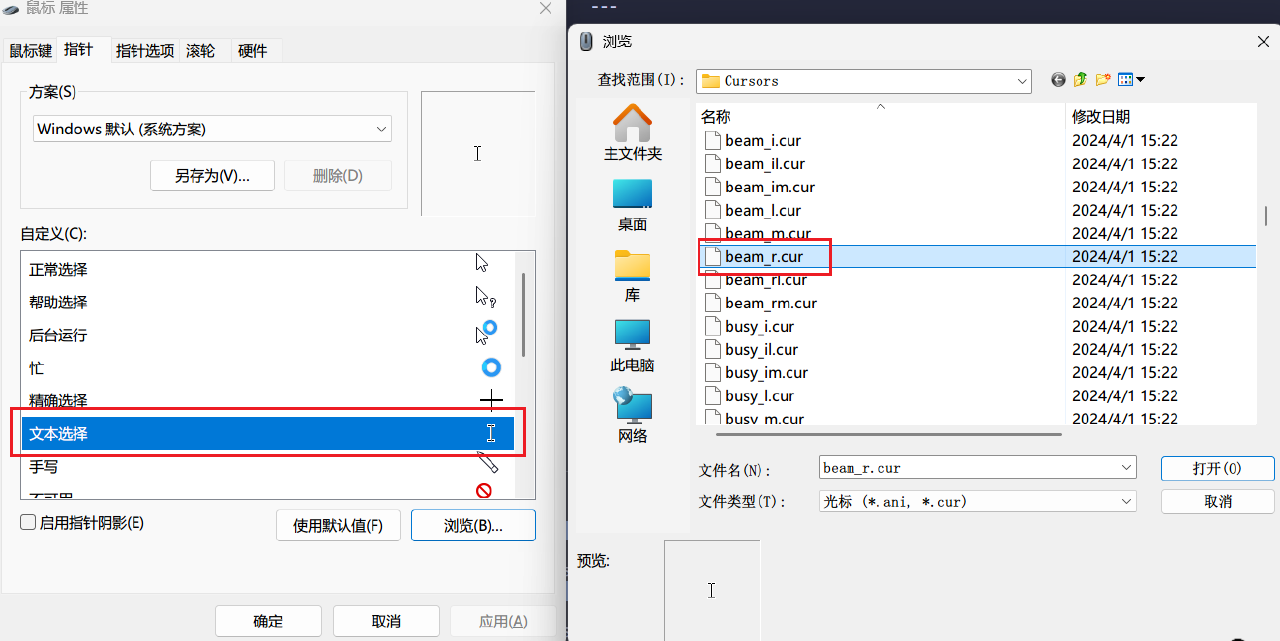 鼠标 属性
鼠标键 指针 指针选项 滚轮 硬件
方案(S)
Windows 默认 (系统方案)
另存为(V)... 删除(D)
自定义(C):
正常选择
帮助选择
后台运行
忙
精确选择
文本选择
手写
不可用
启用指针阴影(E) 使用默认值(F) 浏览(B)...
确定 取消 应用(A)
浏览
查找范围(I): Cursors
主文件夹
桌面
库
此电脑
网络
名称 修改日期
beam_i.cur 2024/4/1 15:22
beam_il.cur 2024/4/1 15:22
beam_im.cur 2024/4/1 15:22
beam_l.cur 2024/4/1 15:22
beam_m.cur 2024/4/1 15:22
beam_r.cur 2024/4/1 15:22
beam_rl.cur 2024/4/1 15:22
beam_rm.cur 2024/4/1 15:22
busy_i.cur 2024/4/1 15:22
busy_il.cur 2024/4/1 15:22
busy_im.cur 2024/4/1 15:22
busy_l.cur 2024/4/1 15:22
busy_m.cur 2024/4/1 15:22
文件名(N): beam_r.cur 打开(O)
文件类型(T): 光标 (*.ani, *.cur) 取消
预览: